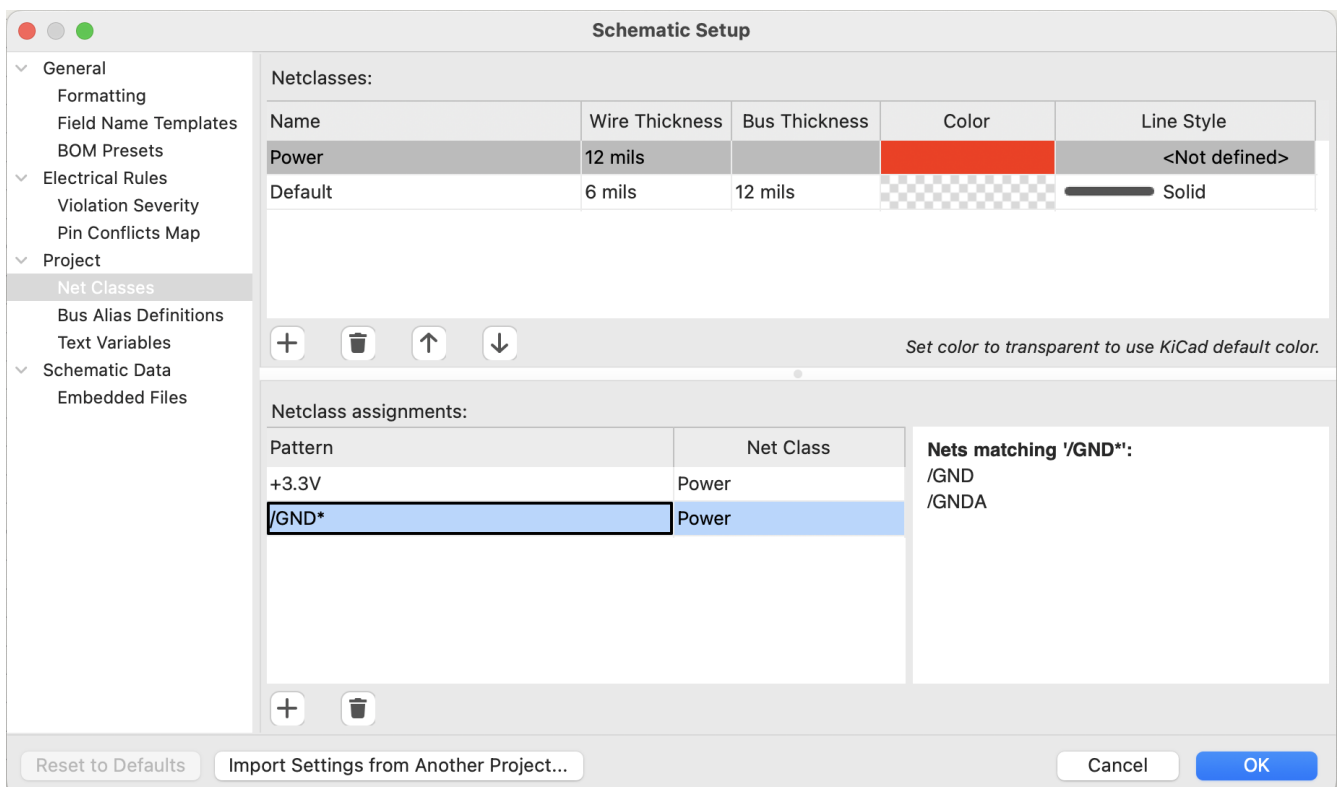 Schematic Setup
General
Formatting
Field Name Templates
BOM Presets
Electrical Rules
Violation Severity
Pin Conflicts Map
Project
Net Classes
Bus Alias Definitions
Text Variables
Schematic Data
Embedded Files
Netclasses:
Name Wire Thickness Bus Thickness Color Line Style
Power 12 mils <Not defined>
Default 6 mils 12 mils Solid
Set color to transparent to use KiCad default color.
Netclass assignments:
Pattern Net Class
+3.3V Power
/GND* Power
Nets matching '/GND*':
/GND
/GNDA
Reset to Defaults Import Settings from Another Project... Cancel OK